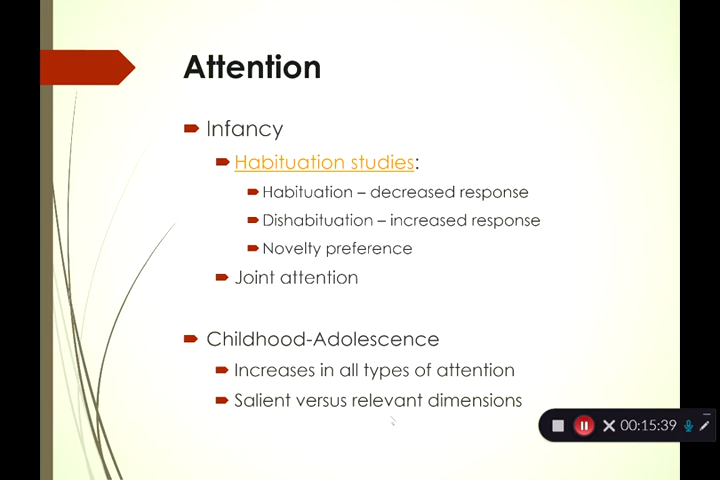 Attention
Infancy
Habituation studies:
Habituation – decreased response
Dishabituation – increased response
Novelty preference
Joint attention
Childhood-Adolescence
Increases in all types of attention
Salient versus relevant dimensions
00:15:39